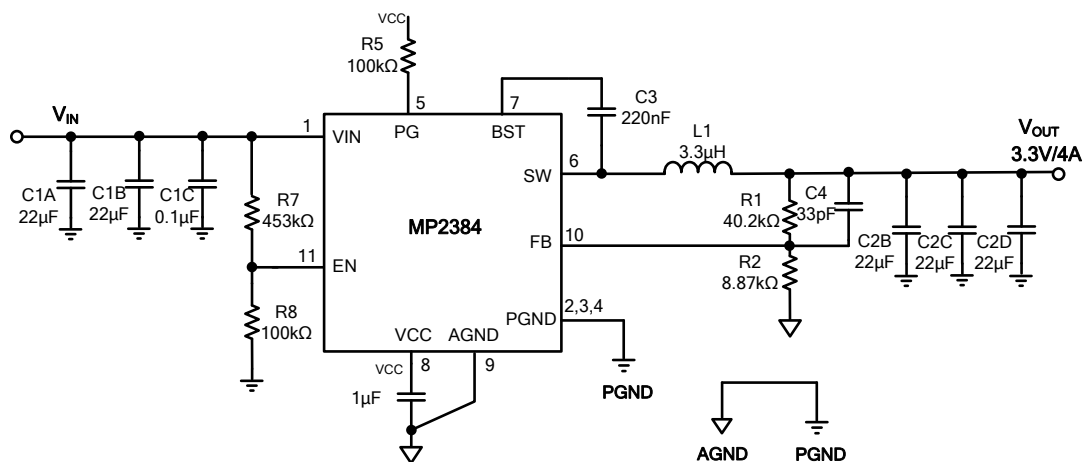 VCC
R5
100kΩ
5
7
C3
220nF
VIN
1
VIN
PG
BST
L1
3.3μH
VOUT
3.3V/4A
6
SW
C1A
22μF
C1B
22μF
C1C
0.1μF
R7
453kΩ
MP2384
R1
40.2kΩ
C4
33pF
10
FB
C2B
22μF
C2C
22μF
C2D
22μF
11
EN
R2
8.87kΩ
R8
100kΩ
2,3,4
PGND
VCC
AGND
VCC
8
9
1μF
PGND
AGND
PGND